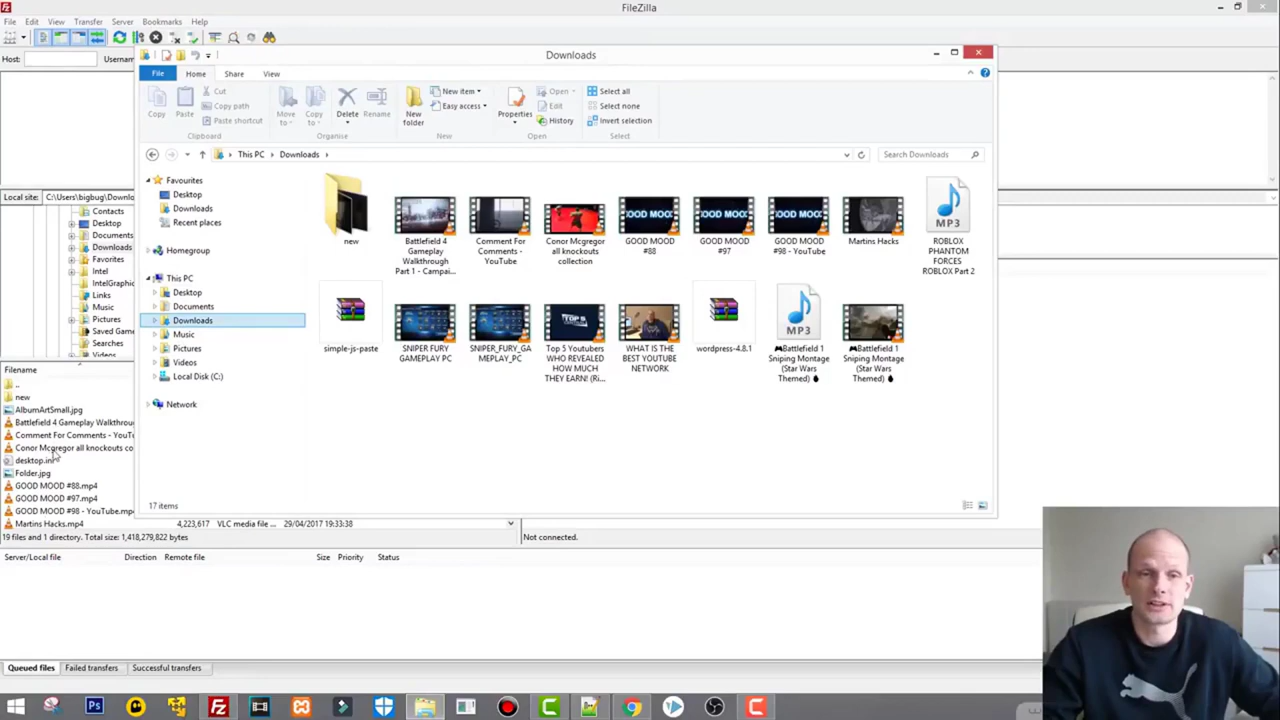 FileZilla
File Edit View Transfer Server Bookmarks Help
Host: Usernam
Downloads
File Home Share View
Copy Paste Cut Copy path Paste shortcut Move to Copy to Delete Rename New folder New item Easy access Properties Open Edit History Select all Select none Invert selection
Clipboard Organise New Open Select
This PC Downloads Search Downloads
Local site: C:\Users\bigbug\Downlo
Contacts
Desktop
Documents
Downloads
Favorites
Intel
IntelGraphic
Links
Music
Pictures
Saved Game
Searches
Videos
Favourites
Desktop
Downloads
Recent places
Homegroup
This PC
Desktop
Documents
Downloads
Music
Pictures
Videos
Local Disk (C:)
Network
new
Battlefield 4 Gameplay Walkthrough Part 1 - Campai...
Comment For Comments - YouTube
Conor Mcgregor all knockouts collection
GOOD MOOD #88
GOOD MOOD #97
GOOD MOOD #98 - YouTube
Martins Hacks
MP3
ROBLOX PHANTOM FORCES ROBLOX Part 2
simple-js-paste
SNIPER FURY GAMEPLAY PC
SNIPER_FURY_GAMEPLAY_PC
Top 5 Youtubers WHO REVEALED HOW MUCH THEY EARN! (Ri...
WHAT IS THE BEST YOUTUBE NETWORK
wordpress-4.8.1
MP3
Battlefield 1 Sniping Montage (Star Wars Themed)
Battlefield 1 Sniping Montage (Star Wars Themed)
17 items
Filename
..
new
AlbumArtSmall.jpg
Battlefield 4 Gameplay Walkthrou
Comment For Comments - YouT
Conor Mcgregor all knockouts co
desktop.ini
Folder.jpg
GOOD MOOD #88.mp4
GOOD MOOD #97.mp4
GOOD MOOD #98 - YouTube.mp
Martins Hacks.mp4 4,223,617 VLC media file ... 29/04/2017 19:33:38
19 files and 1 directory. Total size: 1,418,279,822 bytes Not connected.
Server/Local file Direction Remote file Size Priority Status
Queued files Failed transfers Successful transfers